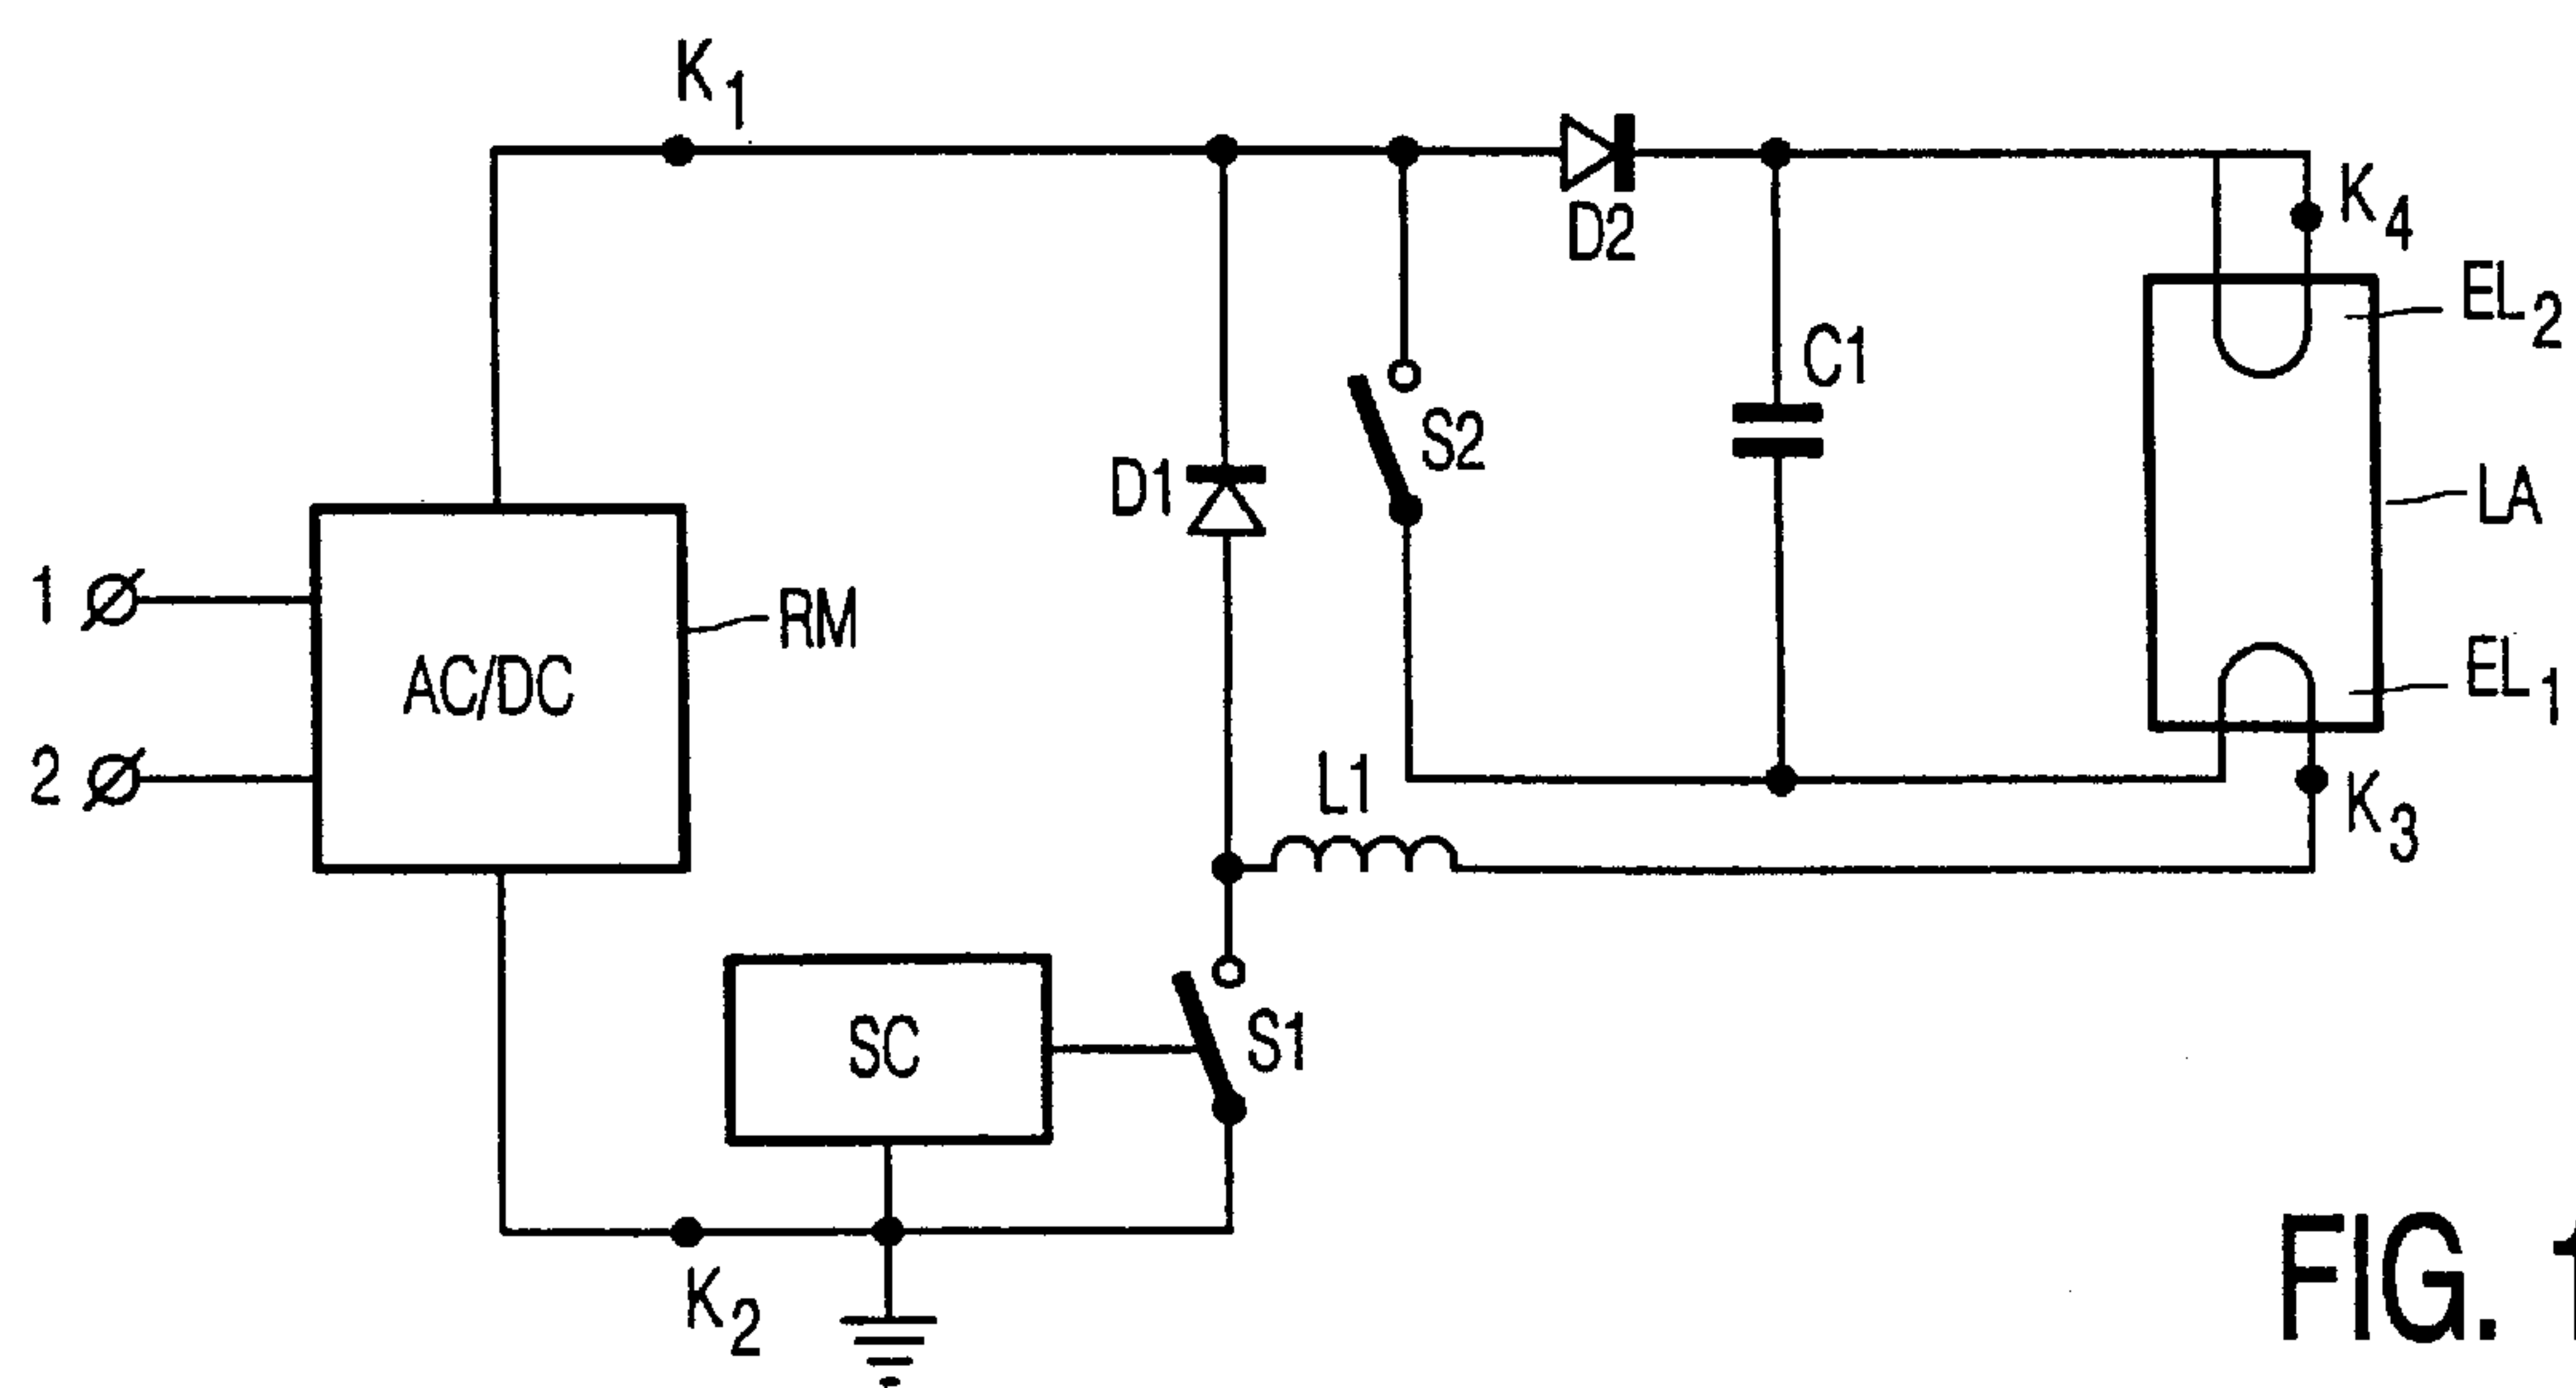 K1
K4
D2
EL2
C1
S2
D1
LA
1
RM
AC/DC
EL1
2
L1
K3
SC
S1
K2
FIG. 1